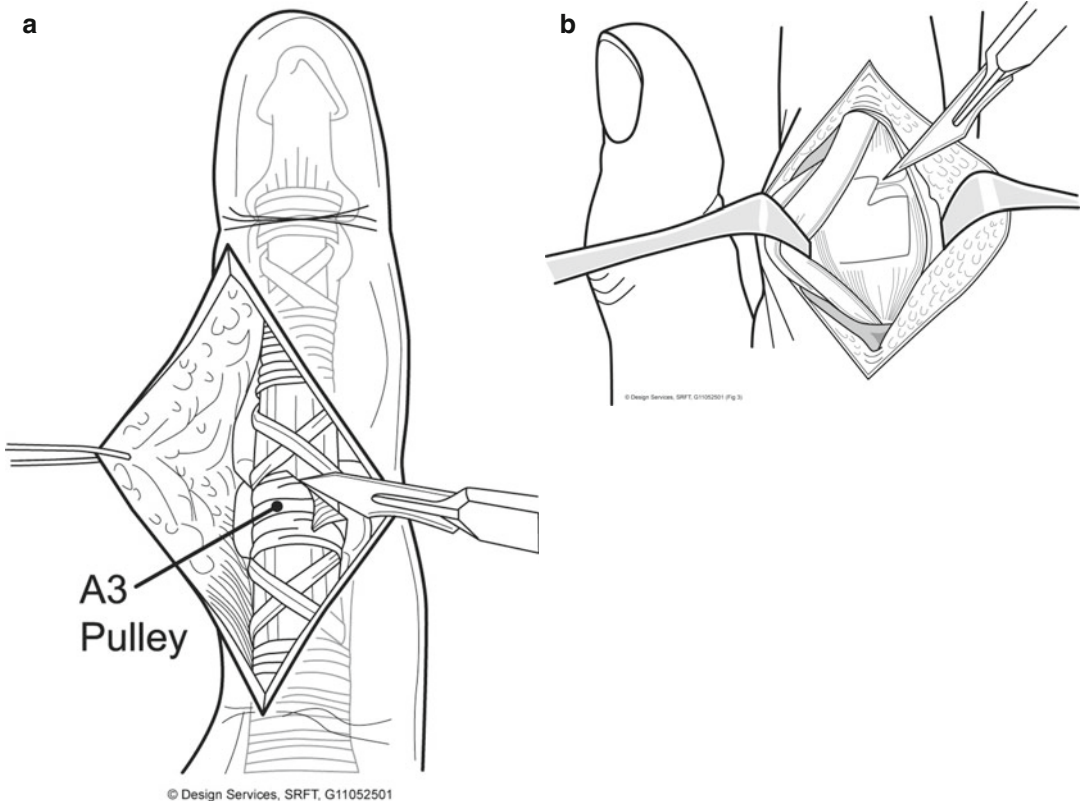 a
b
© Design Services, SRFT, G11052501 (Fig 3)
A3
Pulley
© Design Services, SRFT, G11052501